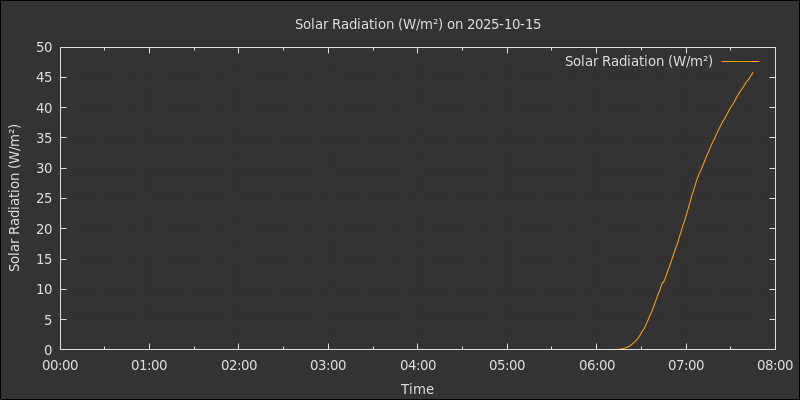 Solar Radiation (W/m²) on 2025-10-15
Solar Radiation (W/m²)
50
45
40
35
30
25
20
15
10
5
0
Solar Radiation (W/m²)
00:00 01:00 02:00 03:00 04:00 05:00 06:00 07:00 08:00
Time